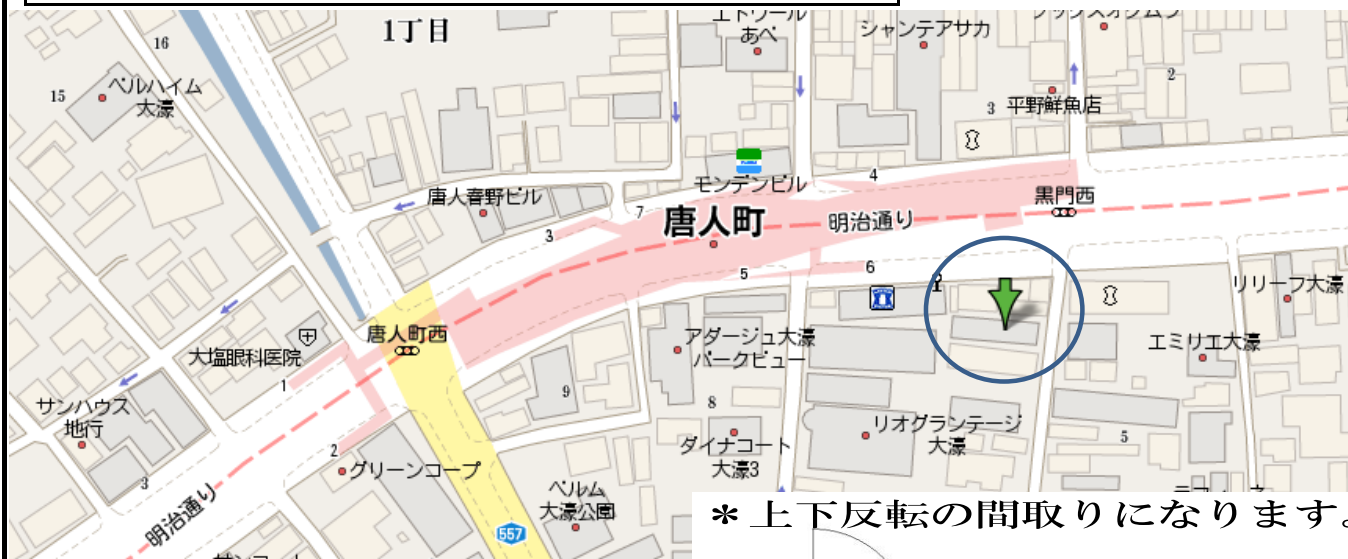 1丁目
16
15
ベルハイム
大濠
エトワール
あべ
シャンテアサカ
2
3
平野鮮魚店
モンデンビル
4
唐人春野ビル
7
3
唐人町
明治通り
黒門西
5
6
リリーフ大濠
唐人町西
大塩眼科医院
1
アダージュ大濠
パークビュー
エミリエ大濠
サンハウス
地行
9
8
ダイナコート
大濠3
リオグランテージ
大濠
5
2
グリーンコープ
3
明治通り
ベルム
大濠公園
557
*上下反転の間取りになります。